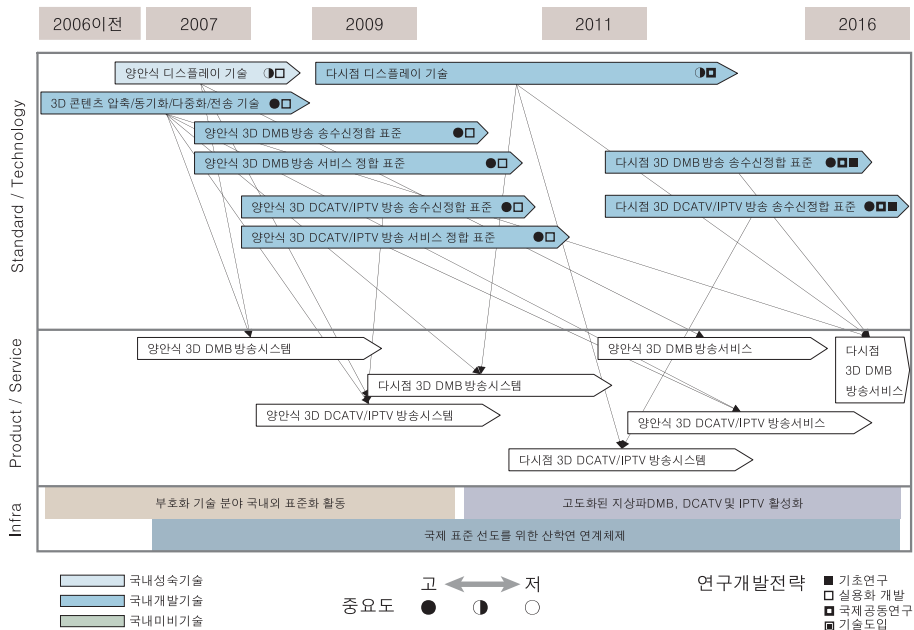 2006이전
2007
2009
2011
2016
Standard / Technology
양안식 디스플레이 기술
다시점 디스플레이 기술
3D 콘텐츠 압축/동기화/다중화/전송 기술
양안식 3D DMB방송 송수신정합 표준
양안식 3D DMB방송 서비스 정합 표준
다시점 3D DMB방송 송수신정합 표준
양안식 3D DCATV/IPTV 방송 송수신정합 표준
다시점 3D DCATV/IPTV 방송 송수신정합 표준
양안식 3D DCATV/IPTV 방송 서비스 정합 표준
Product / Service
양안식 3D DMB방송시스템
양안식 3D DMB방송서비스
다시점
3D DMB
방송서비스
다시점 3D DMB방송시스템
양안식 3D DCATV/IPTV 방송시스템
양안식 3D DCATV/IPTV 방송서비스
다시점 3D DCATV/IPTV 방송시스템
Infra
부호화 기술 분야 국내외 표준화 활동
고도화된 지상파DMB, DCATV 및 IPTV 활성화
국제 표준 선도를 위한 산학연 연계체제
국내성숙기술
국내개발기술
국내미비기술
고
저
중요도
연구개발전략
기초연구
실용화 개발
국제공동연구
기술도입